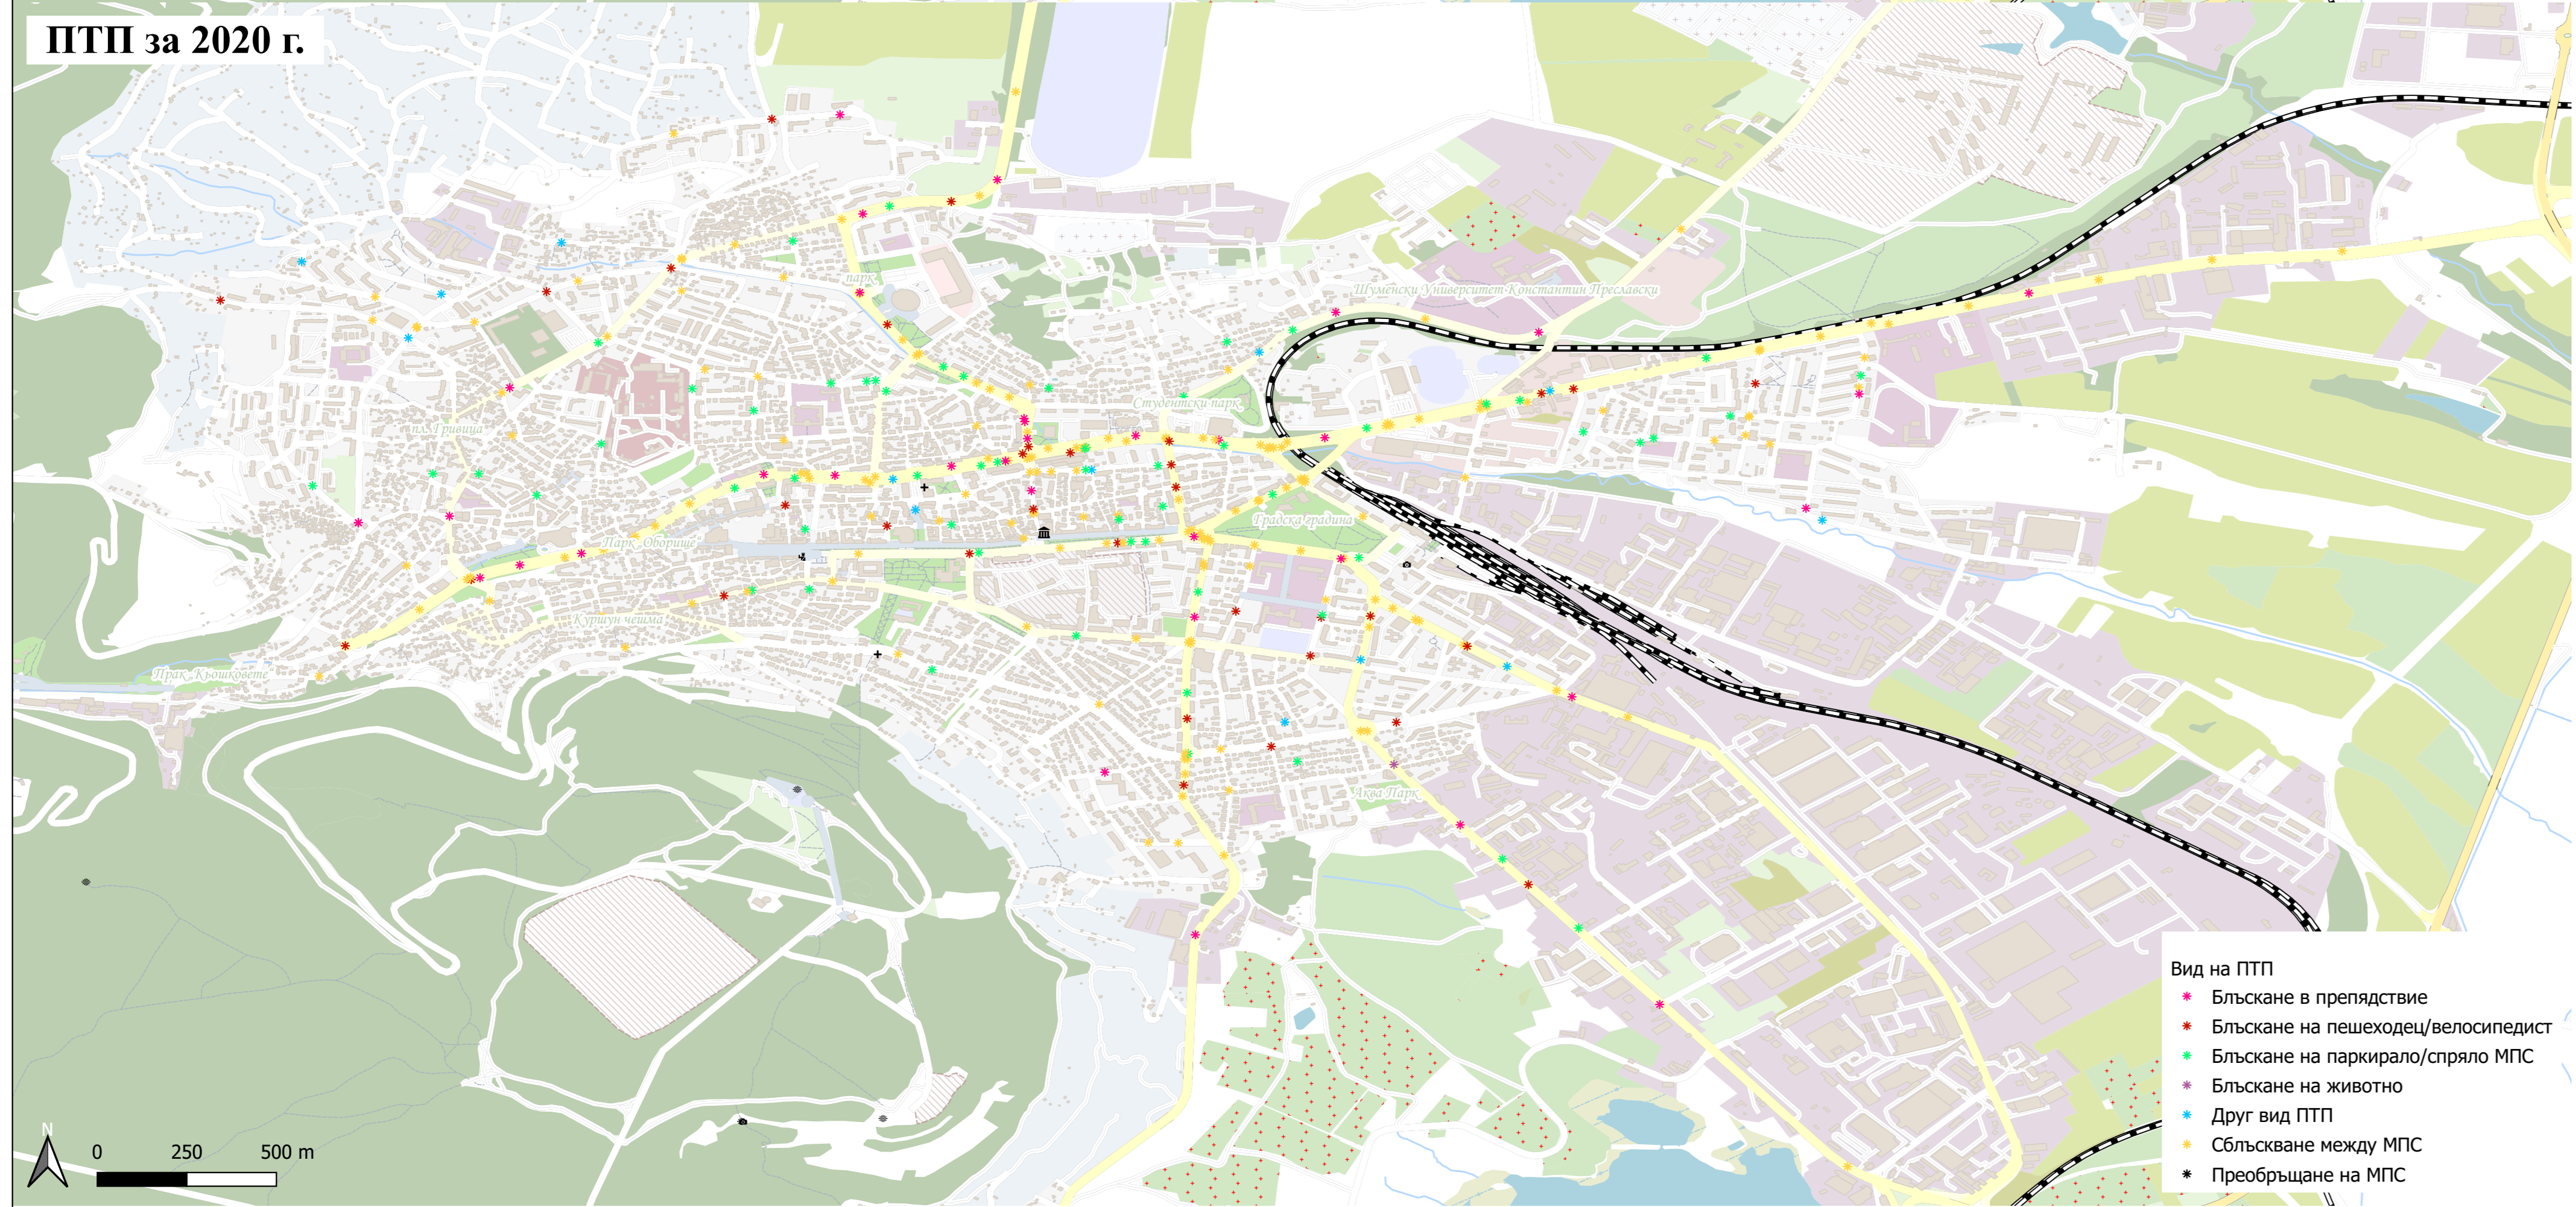 ПТП за 2020 г.
парк
Шуменски Университет Константин Преславски
Студентски парк
пл. Гривица
Градска градина
Парк „Оборище
Куршун чешма
Прак „Кьошковете
Аква Парк
Вид на ПТП
Блъскане в препядствие
Блъскане на пешеходец/велосипедист
Блъскане на паркирало/спряло МПС
Блъскане на животно
Друг вид ПТП
Сблъскване между МПС
Преобръщане на МПС
N
0 250 500 m